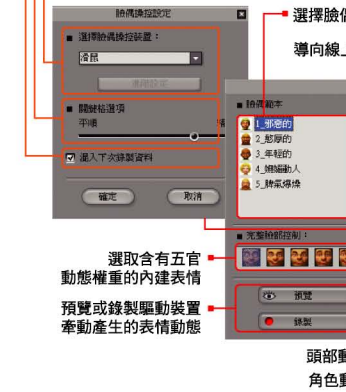 臉偶操控設定
選擇臉偶操控裝置：
滑鼠
關鍵格選項
平順
混入下次錄製資料
確定
取消
選擇臉偶
導向線上
臉偶範本
1_邪惡的
2_憨厚的
3_年輕的
4_嫵媚動人
5_脾氣爆燥
完整臉部控制：
選取含有五官
動態權重的內建表情
預覽
預覽或錄製驅動裝置
牽動產生的表情動態
錄製
頭部動
角色動